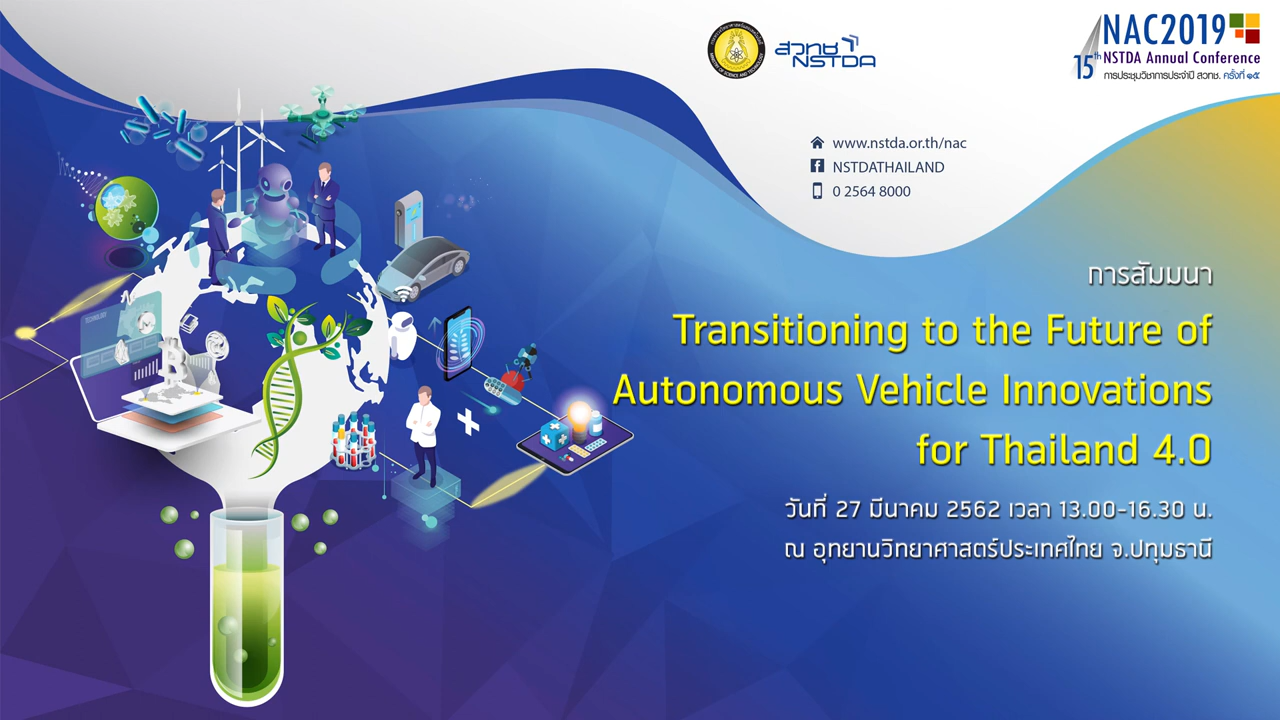 สวทช
NSTDA
NAC2019
15th NSTDA Annual Conference
การประชุมวิชาการประจำปี สวทช. ครั้งที่ ๑๕
www.nstda.or.th/nac
NSTDATHAILAND
0 2564 8000
การสัมมนา
Transitioning to the Future of
Autonomous Vehicle Innovations
for Thailand 4.0
วันที่ 27 มีนาคม 2562 เวลา 13.00-16.30 น.
ณ อุทยานวิทยาศาสตร์ประเทศไทย จ.ปทุมธานี
TECHNOLOGY